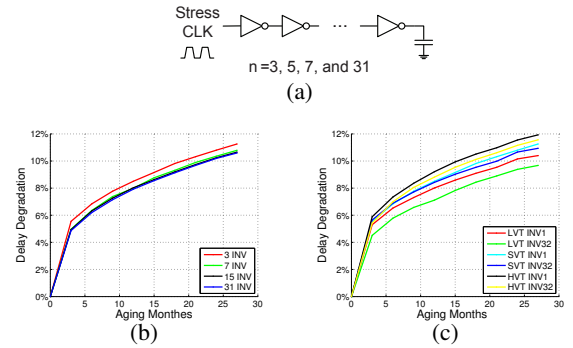 Stress
CLK
...
n =3, 5, 7, and 31
(a)
12%
10%
8%
6%
4%
2%
0%
0 5 10 15 20 25 30
Delay Degradation
Aging Monthes
3 INV
7 INV
15 INV
31 INV
(b)
12%
10%
8%
6%
4%
2%
0%
0 5 10 15 20 25 30
Delay Degradation
Aging Months
LVT INV1
LVT INV32
SVT INV1
SVT INV32
HVT INV1
HVT INV32
(c)